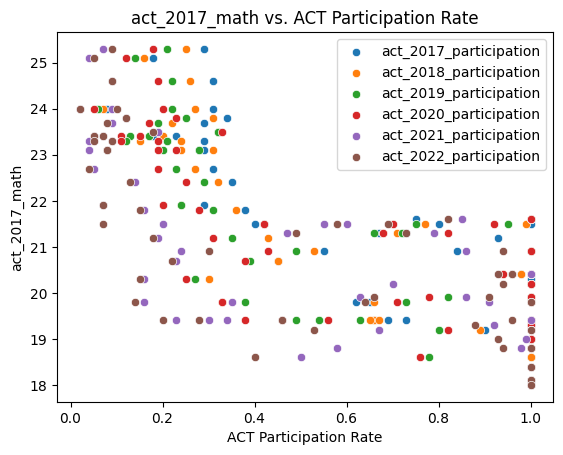 act_2017_math vs. ACT Participation Rate
act_2017_participation
act_2018_participation
act_2019_participation
act_2020_participation
act_2021_participation
act_2022_participation
act_2017_math
25
24
23
22
21
20
19
18
0.0 0.2 0.4 0.6 0.8 1.0
ACT Participation Rate